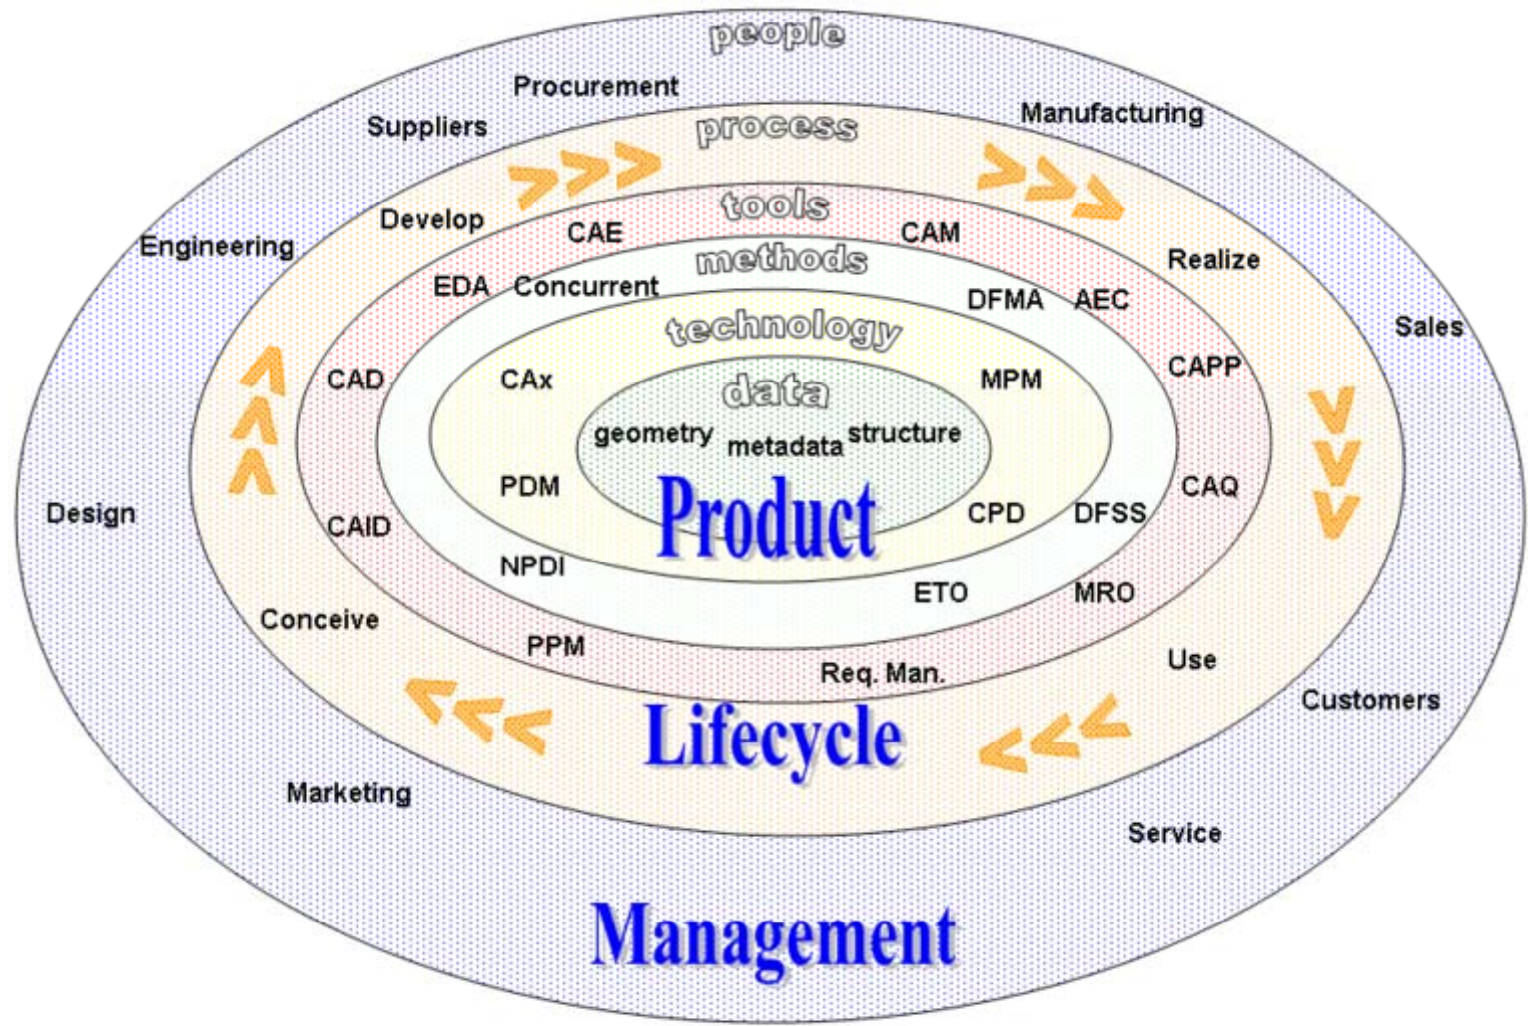 people
Procurement
Manufacturing
Suppliers
process
tools
Develop
CAE
CAM
Engineering
methods
Realize
EDA
Concurrent
DFMA
AEC
technology
Sales
CAD
CAx
MPM
CAPP
data
geometry
metadata
structure
PDM
Product
CPD
DFSS
CAQ
Design
CAID
NPDI
ETO
MRO
Conceive
PPM
Req. Man.
Use
Customers
Lifecycle
Marketing
Service
Management